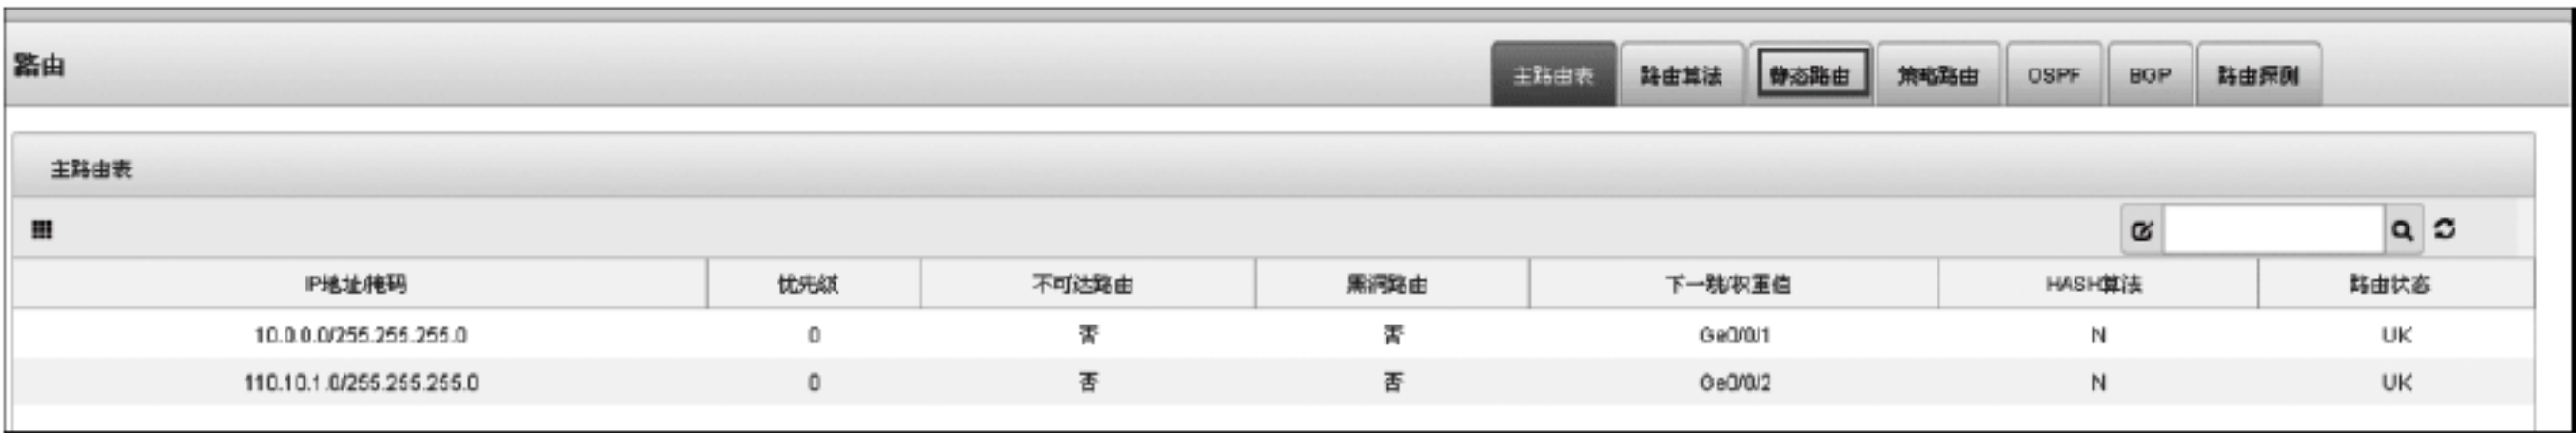 路由 主路由表 路由算法 静态路由 策略路由 OSPF BGP 路由探测
主路由表
IP地址/掩码 优先级 不可达路由 黑洞路由 下一跳/权重值 HASH算法 路由状态
10.0.0.0/255.255.255.0 0 否 否 Ge0/0/1 N UK
110.10.1.0/255.255.255.0 0 否 否 Ge0/0/2 N UK